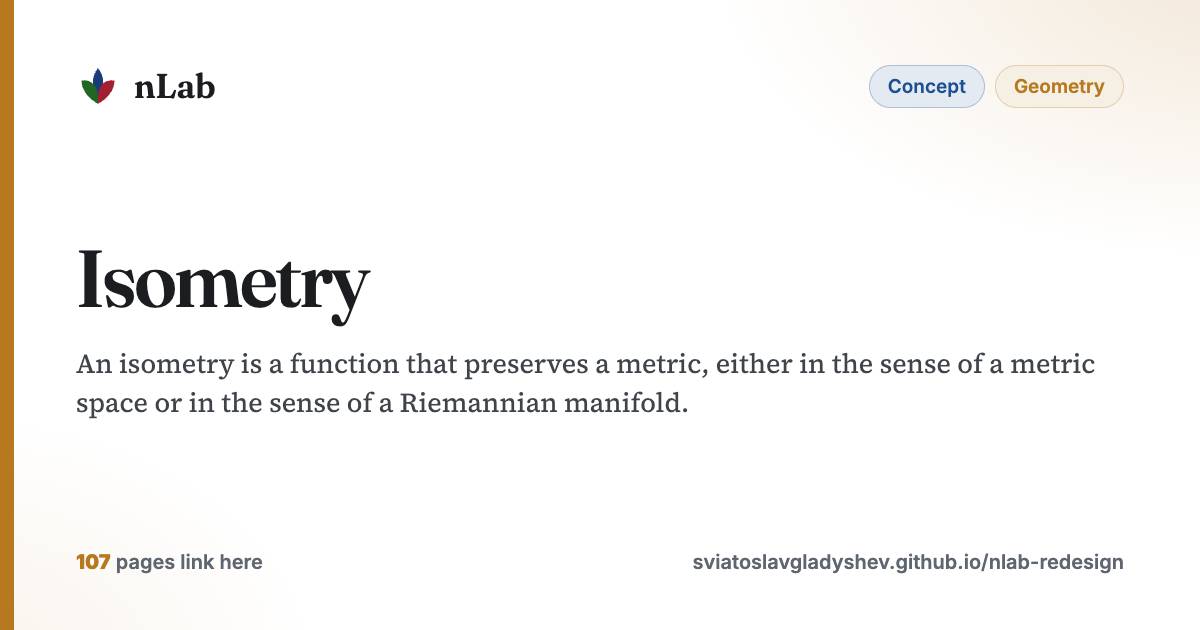 nLab
Concept
Geometry
Isometry
An isometry is a function that preserves a metric, either in the sense of a metric
space or in the sense of a Riemannian manifold.
107 pages link here
sviatoslavgladyshev.github.io/nlab-redesign